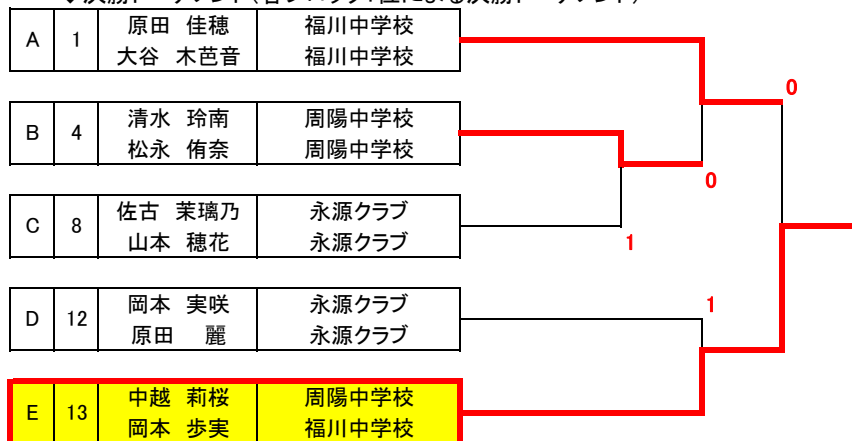 A 1 原田 佳穂 福川中学校
大谷 木芭音 福川中学校
0
B 4 清水 玲南 周陽中学校
松永 侑奈 周陽中学校
0
C 8 佐古 茉璃乃 永源クラブ
山本 穂花 永源クラブ
1
D 12 岡本 実咲 永源クラブ
原田 麗 永源クラブ
1
E 13 中越 莉桜 周陽中学校
岡本 歩実 福川中学校